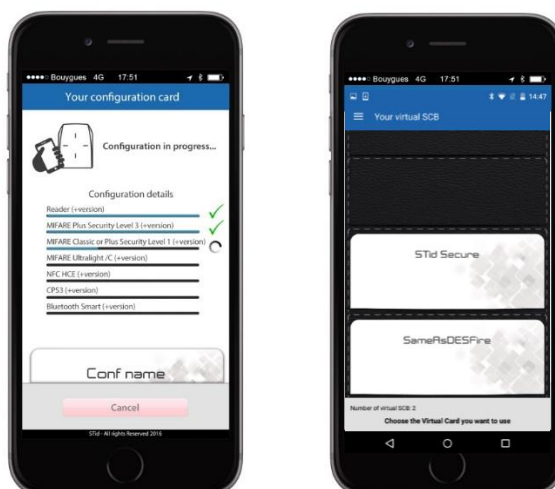 Bouygues 4G 17:51
Your configuration card
Configuration in progress...
Configuration details
Reader (+version)
MIFARE Plus Security Level 3 (+version)
MIFARE Classic or Plus Security Level 1 (+version)
MIFARE Ultralight /C (+version)
NFC HCE (+version)
CPS3 (+version)
Bluetooth Smart (+version)
Conf name
Cancel
STid - All rights Reserved 2016
Bouygues 4G 17:51
14:47
Your virtual SCB
STid Secure
SameAsDESFire
Number of virtual SCB: 2
Choose the Virtual Card you want to use